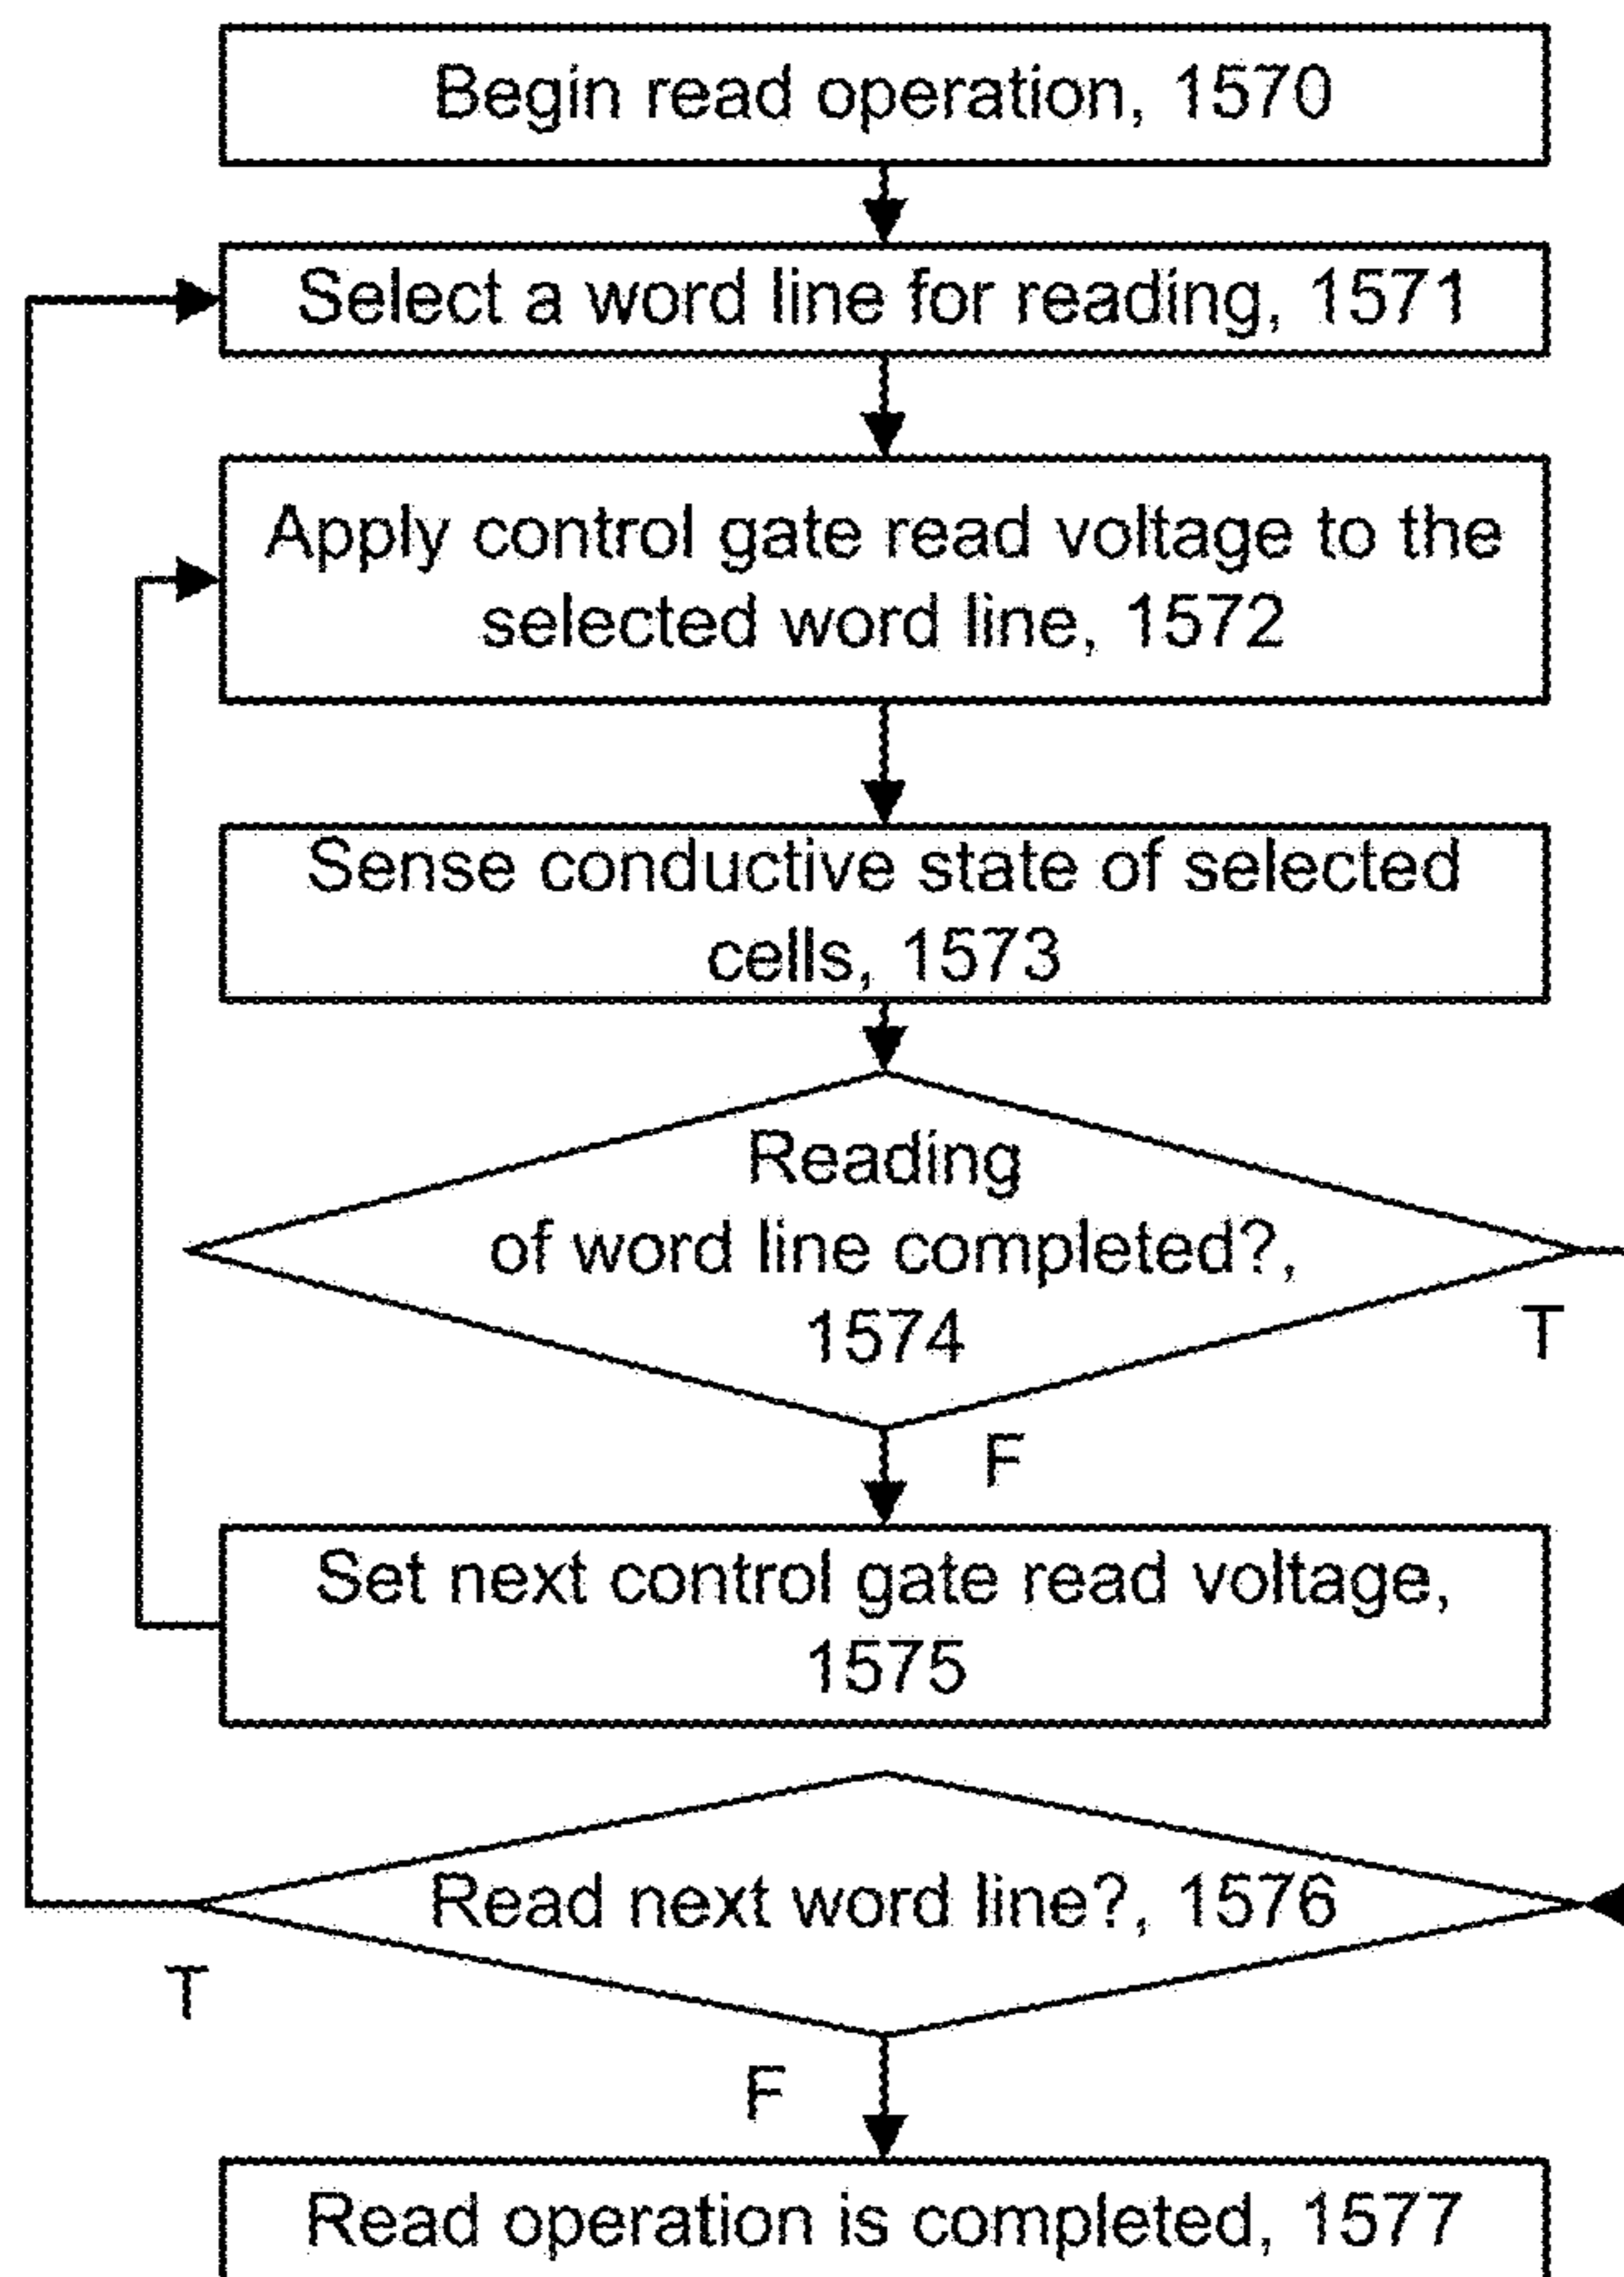 Begin read operation, 1570
Select a word line for reading, 1571
Apply control gate read voltage to the
selected word line, 1572
Sense conductive state of selected
cells, 1573
Reading
of word line completed?,
1574
T
F
Set next control gate read voltage,
1575
Read next word line?, 1576
T
F
Read operation is completed, 1577